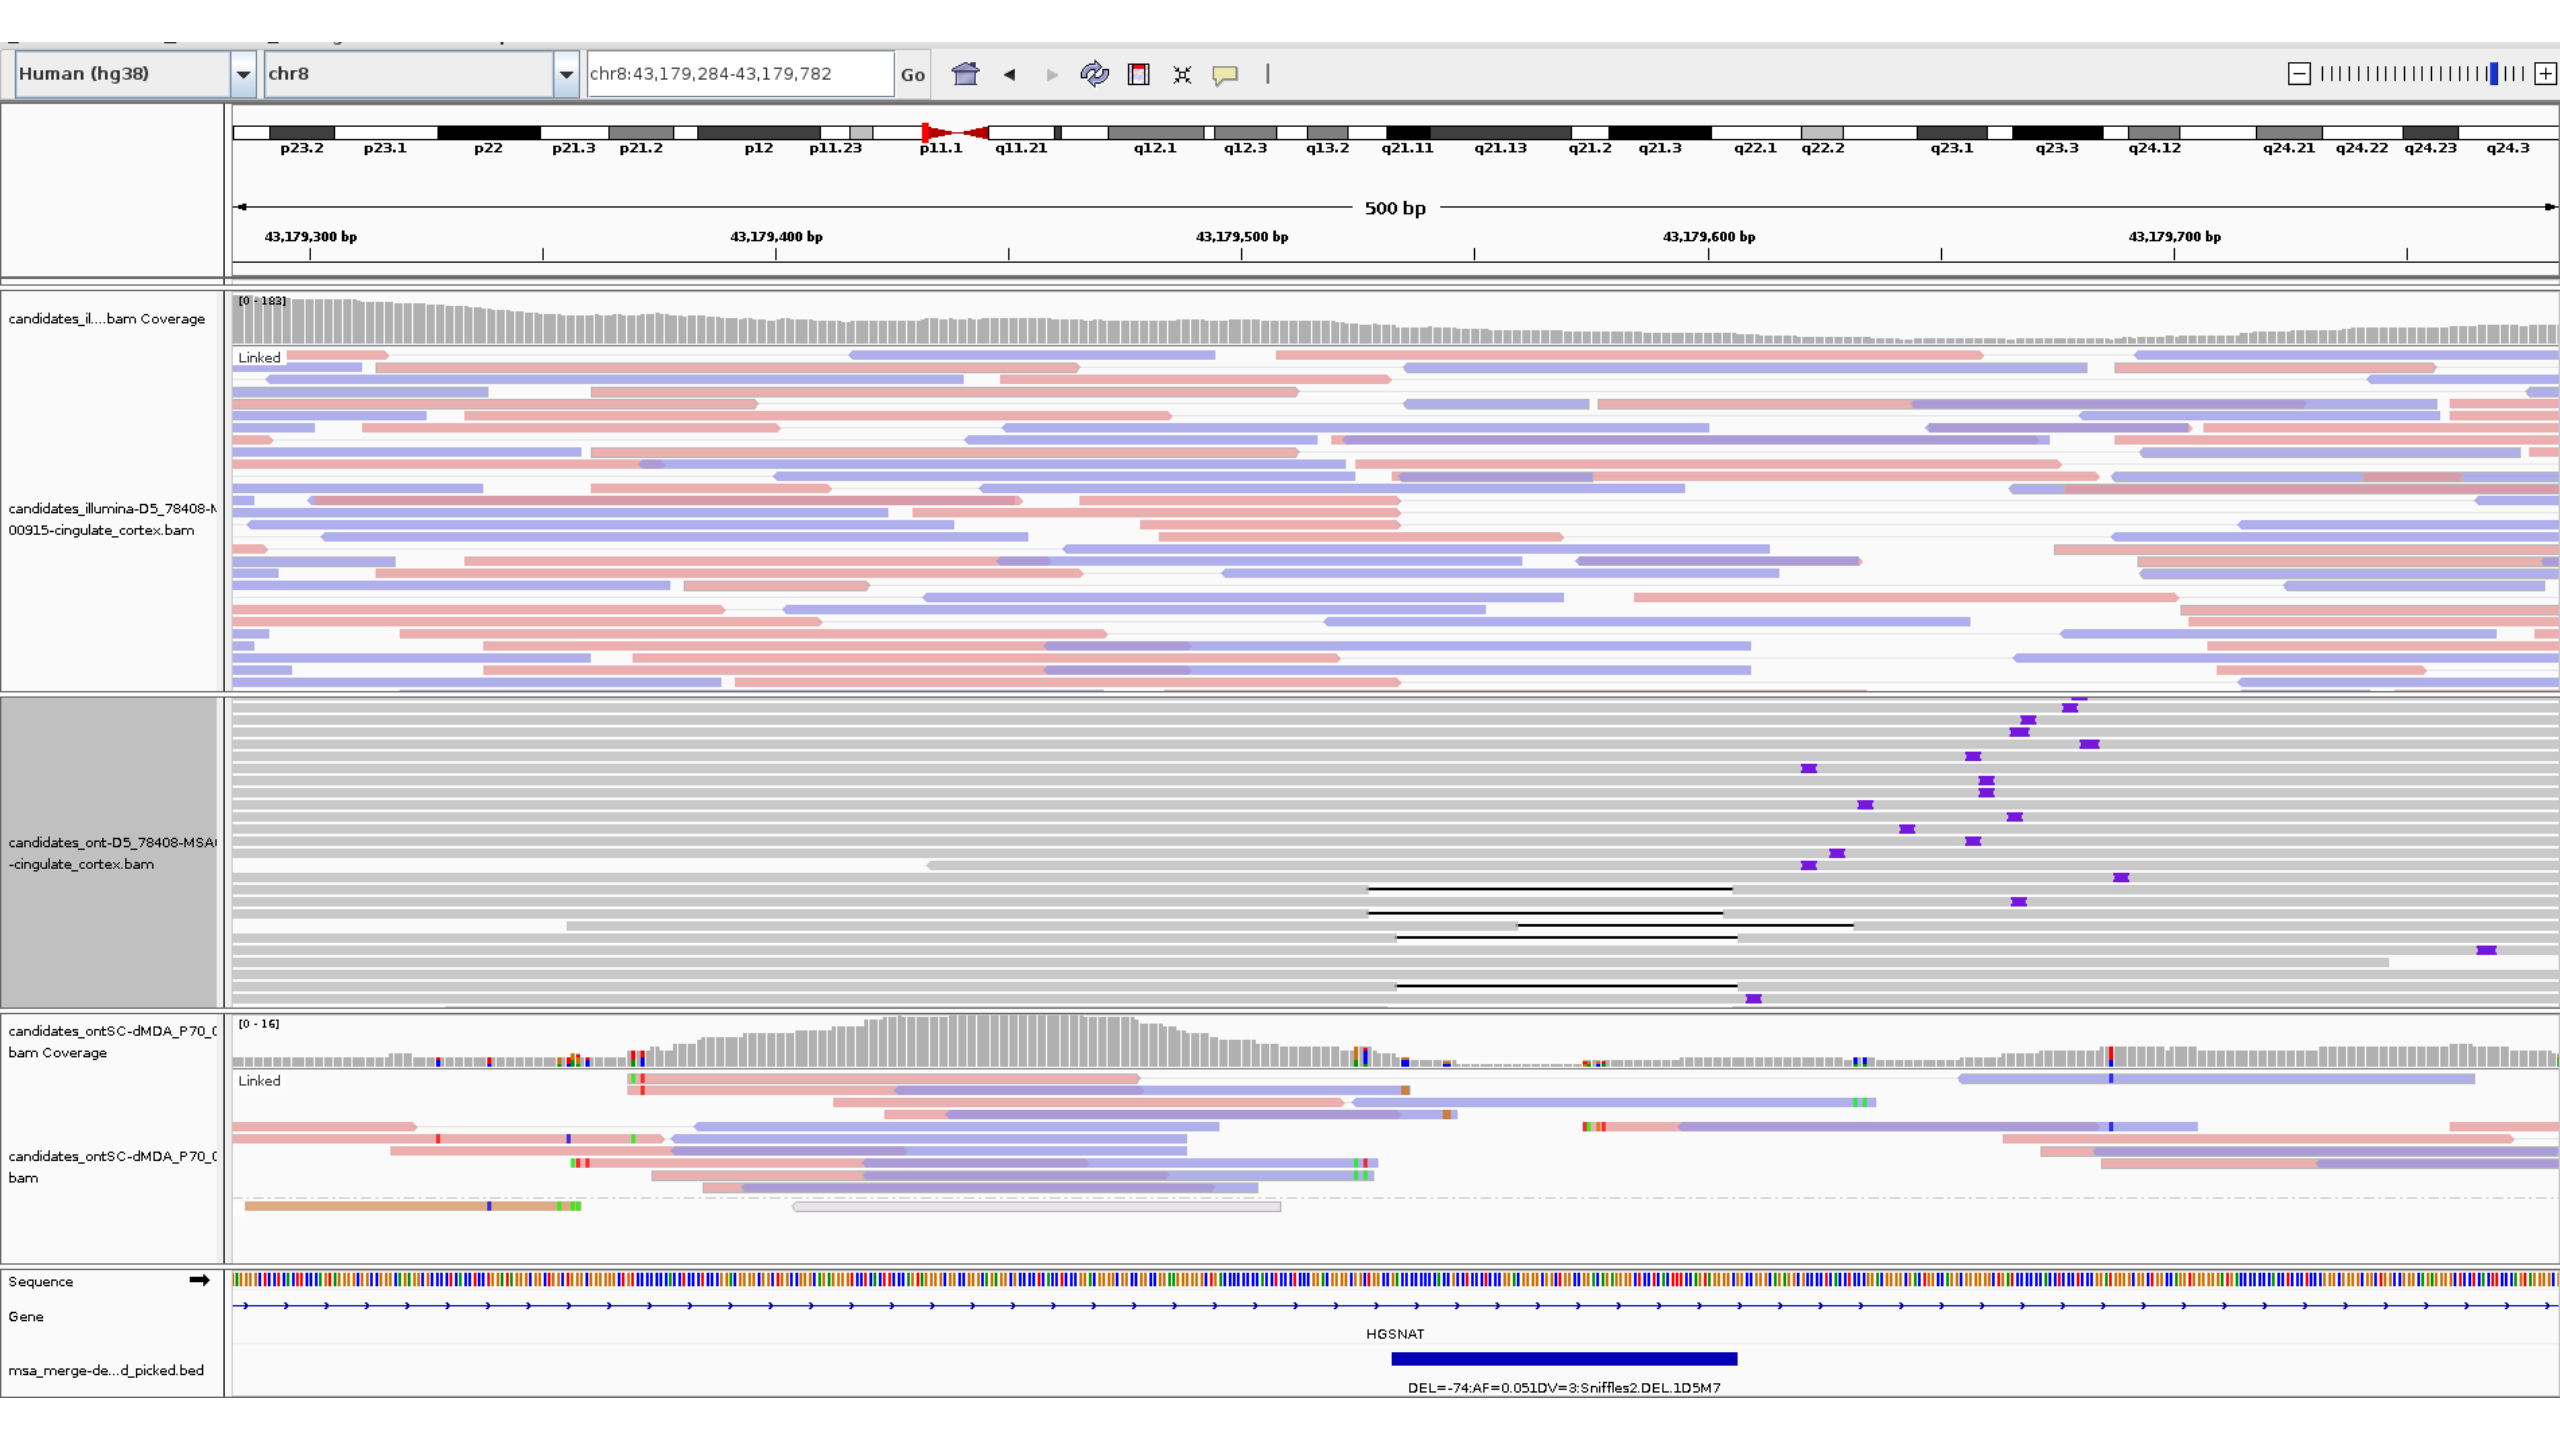 Human (hg38) chr8 chr8:43,179,284-43,179,782 Go
p23.2 p23.1 p22 p21.3 p21.2 p12 p11.23 p11.1 q11.21 q12.1 q12.3 q13.2 q21.11 q21.13 q21.2 q21.3 q22.1 q22.2 q23.1 q23.3 q24.12 q24.21 q24.22 q24.23 q24.3
500 bp
43,179,300 bp 43,179,400 bp 43,179,500 bp 43,179,600 bp 43,179,700 bp
[0 - 183]
candidates_il....bam Coverage
Linked
candidates_illumina-D5_78408-M
00915-cingulate_cortex.bam
candidates_ont-D5_78408-MSA
-cingulate_cortex.bam
candidates_ontSC-dMDA_P70_0
bam Coverage
[0 - 16]
Linked
candidates_ontSC-dMDA_P70_0
bam
Sequence
Gene
HGSNAT
msa_merge-de...d_picked.bed
DEL=-74:AF=0.051DV=3:Sniffles2.DEL.1D5M7